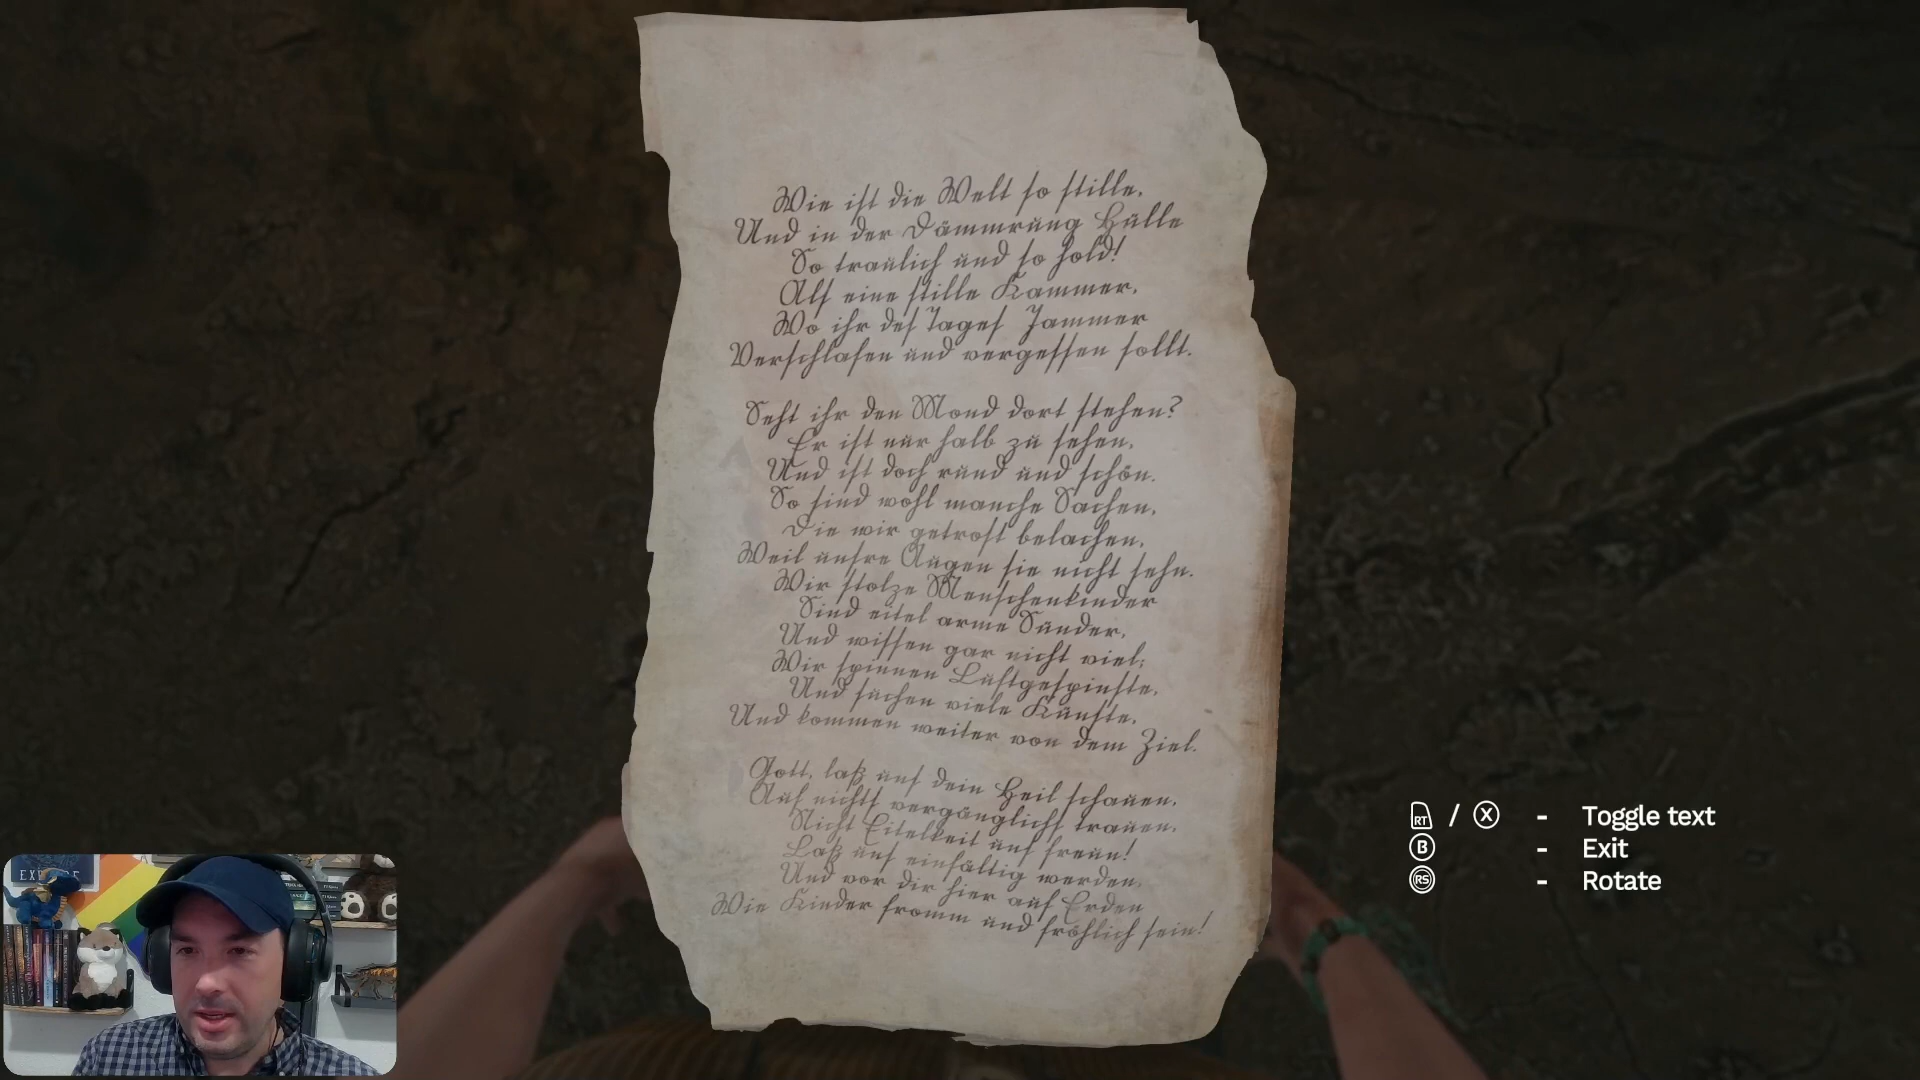 Wie ist die Welt so stille,
Und in der Dämmrung Hülle
So traulich und so hold!
Als eine stille Kammer,
Wo ihr des Tages Jammer
Verschlafen und vergessen sollt.
Seht ihr den Mond dort stehen?
Er ist nur halb zu sehen,
Und ist doch rund und schön.
So sind wohl manche Sachen,
Die wir getrost belachen,
Weil unsre Augen sie nicht sehn.
Wir stolze Menschenkinder
Sind eitel arme Sünder,
Und wissen gar nicht viel;
Wir spinnen Luftgespinste,
Und suchen viele Künste,
Und kommen weiter von dem Ziel.
Gott, laß uns dein Heil schauen,
Auf nichts vergänglichs trauen,
Nicht Eitelkeit uns freun!
Laß uns einfältig werden,
Und vor dir hier auf Erden
Wie Kinder fromm und fröhlich sein!
RT / X - Toggle text
B - Exit
RS - Rotate